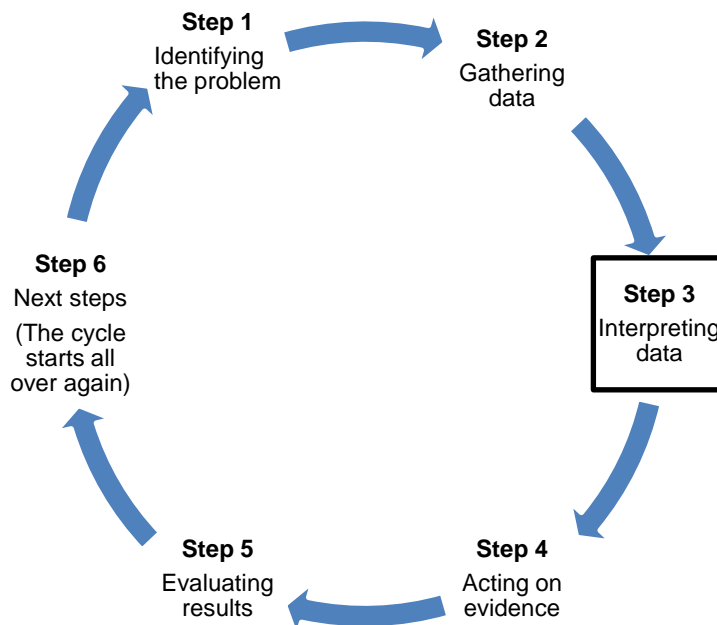 Step 1
Identifying
the problem
Step 2
Gathering
data
Step 3
Interpreting
data
Step 4
Acting on
evidence
Step 5
Evaluating
results
Step 6
Next steps
(The cycle
starts all
over again)